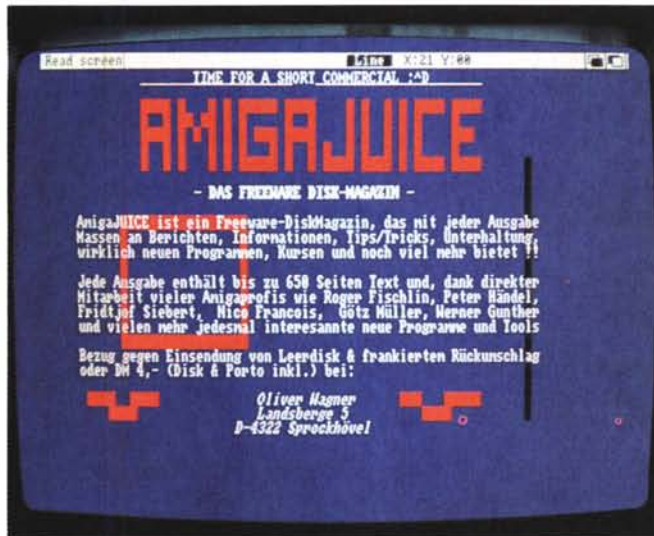 Read screen Line X:21 Y:00
TIME FOR A SHORT COMMERCIAL :^D
AMIGAJUICE
- DAS FREEWARE DISK-MAGAZIN -
AmigaJUICE ist ein Freeware-DiskMagazin, das mit jeder Ausgabe
Massen an Berichten, Informationen, Tips/Tricks, Unterhaltung,
wirklich neuen Programmen, Kursen und noch viel mehr bietet !!
Jede Ausgabe enthält bis zu 650 Seiten Text und, dank direkter
Mitarbeit vieler Amigaprofis wie Roger Fischlin, Peter Händel,
Fridtjof Siebert, Nico Francois, Götz Müller, Werner Gunther
und vielen mehr jedesmal interesannte neue Programme und Tools
Bezug gegen Einsendung von Leerdisk & frankiertem Rückumschlag
oder DM 4,- (Disk & Porto inkl.) bei:
Oliver Wagner
Landsberge 5
D-4322 Sprockhövel